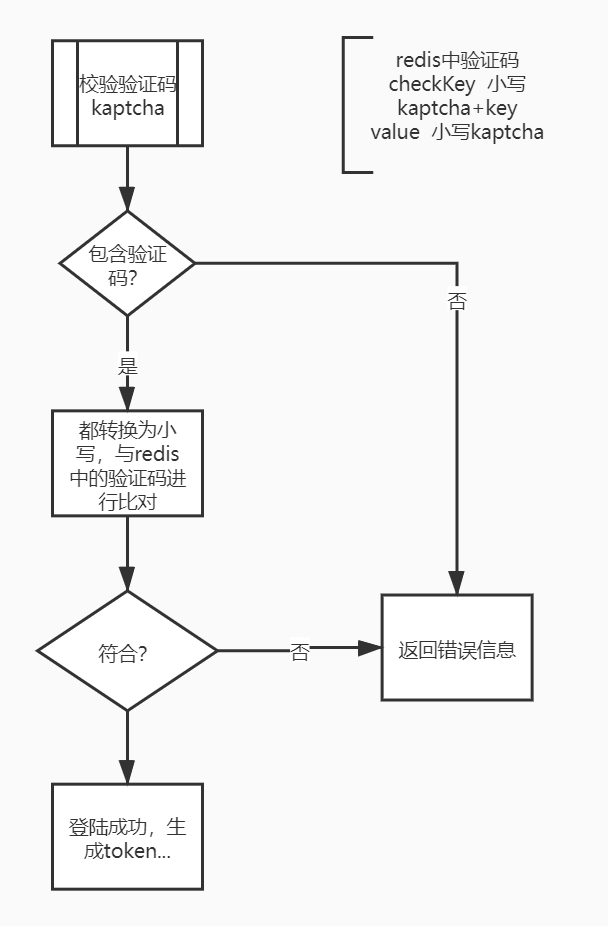 校验验证码
kaptcha
redis中验证码
checkKey 小写
kaptcha+key
value 小写kaptcha
包含验证
码?
否
是
都转换为小
写，与redis
中的验证码进
行比对
符合?
否
返回错误信息
登陆成功，生
成token...